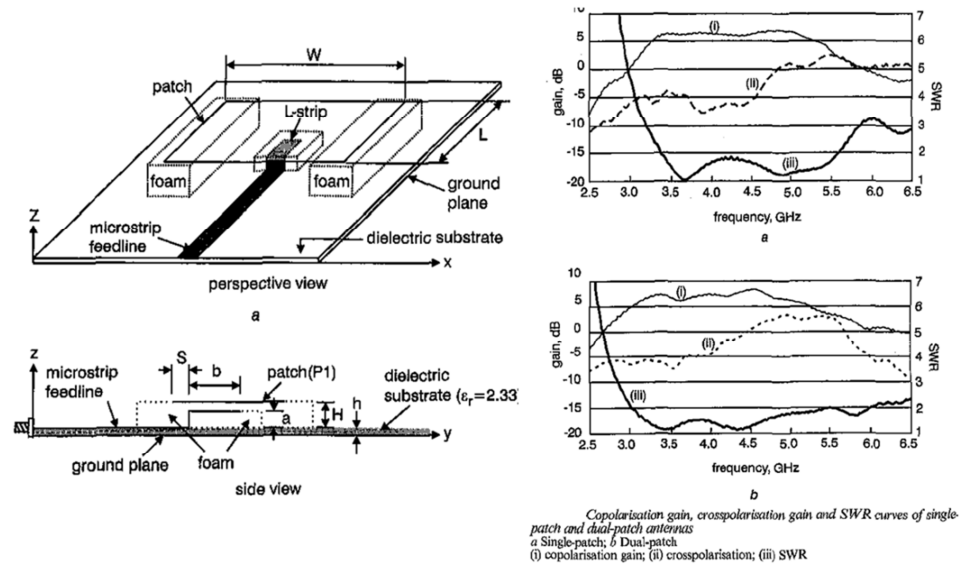 W
patch
L-strip
L
foam
foam
ground
plane
microstrip
feedline
dielectric substrate
Z
x
perspective view
a
z
S
b
patch(P1)
microstrip
feedline
h
dielectric
substrate (εr=2.33)
H
a
y
ground plane
foam
side view
10
5
0
-5
-10
-15
-20
gain, dB
7
6
5
4
3
2
1
SWR
(i)
(ii)
(iii)
2.5 3.0 3.5 4.0 4.5 5.0 5.5 6.0 6.5
frequency, GHz
a
10
5
0
-5
-10
-15
-20
gain, dB
7
6
5
4
3
2
1
SWR
(i)
(ii)
(iii)
2.5 3.0 3.5 4.0 4.5 5.0 5.5 6.0 6.5
frequency, GHz
b
Copolarisation gain, crosspolarisation gain and SWR curves of single-
patch and dual-patch antennas
a Single-patch; b Dual-patch
(i) copolarisation gain; (ii) crosspolarisation; (iii) SWR